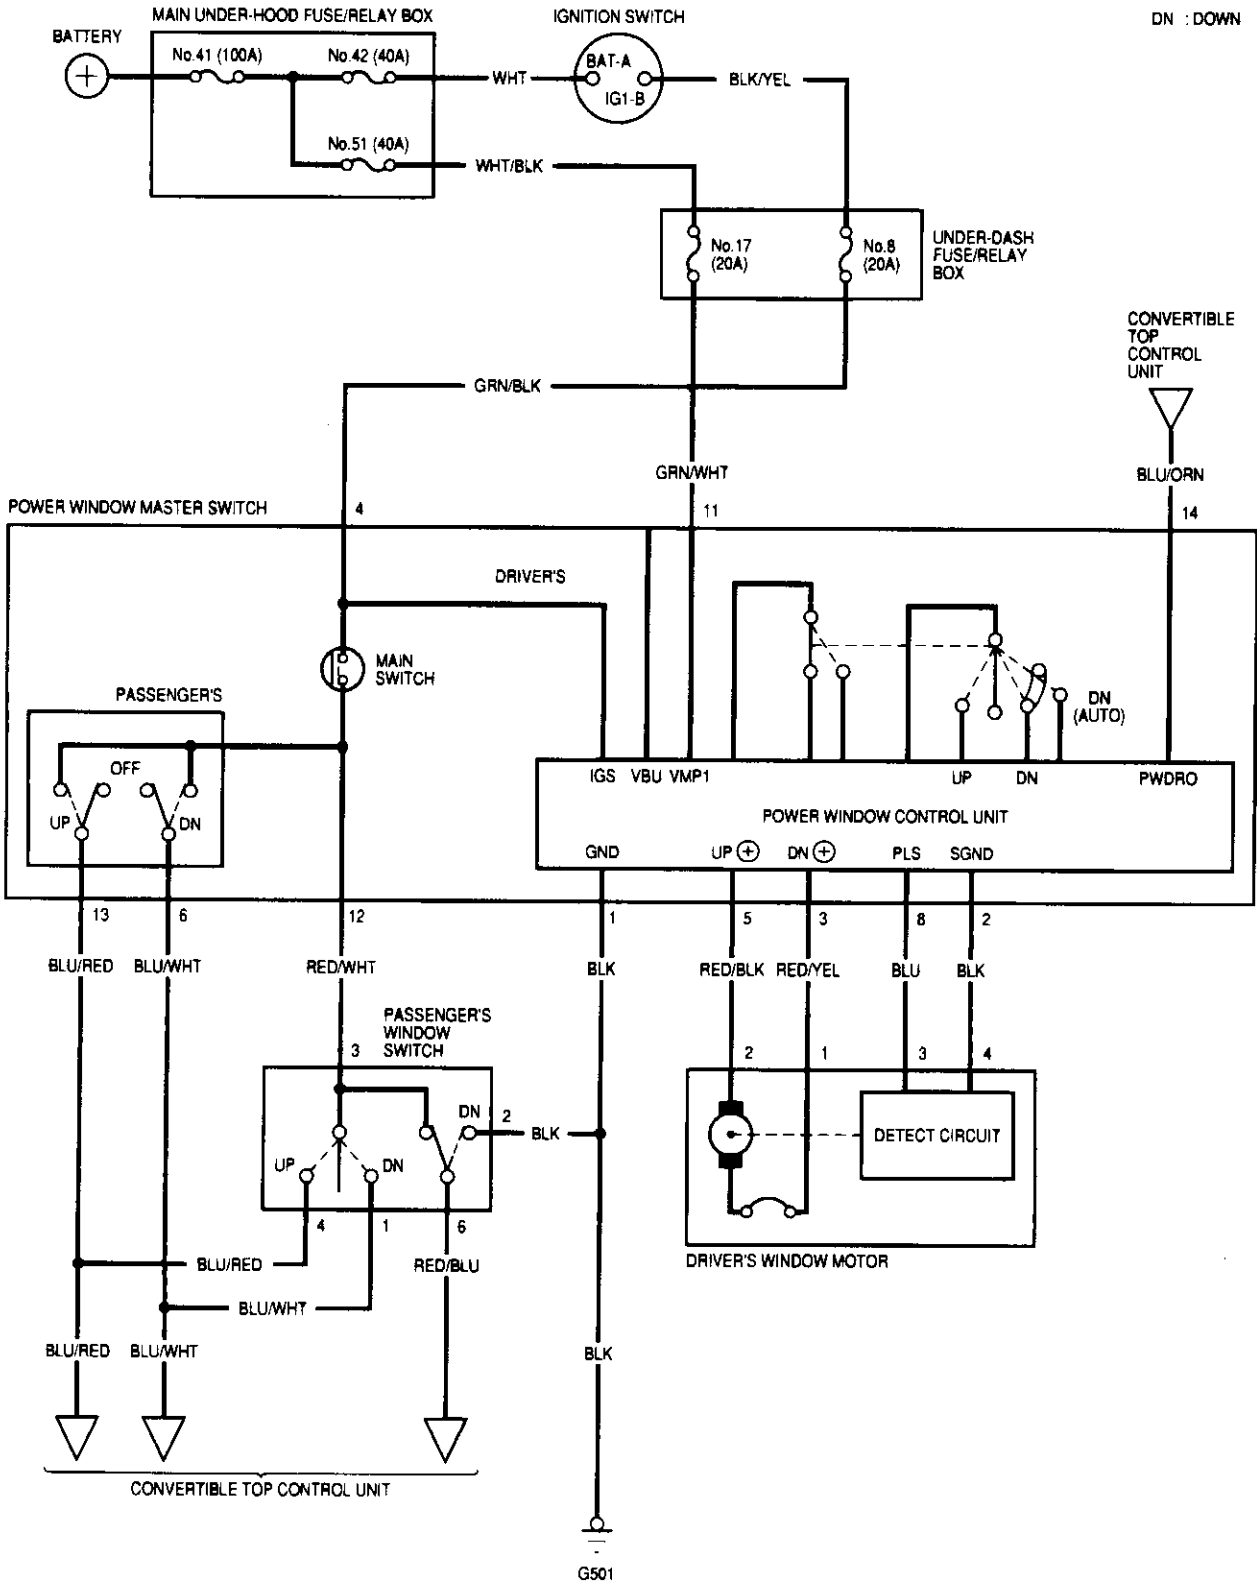 MAIN UNDER-HOOD FUSE/RELAY BOX
IGNITION SWITCH
DN : DOWN
BATTERY
No.41 (100A)
No.42 (40A)
BAT-A
WHT
BLK/YEL
IG1-B
No.51 (40A)
WHT/BLK
No.17
(20A)
No.8
(20A)
UNDER-DASH
FUSE/RELAY
BOX
CONVERTIBLE
TOP
CONTROL
UNIT
GRN/BLK
GRN/WHT
BLU/ORN
POWER WINDOW MASTER SWITCH
4
11
14
DRIVER'S
MAIN
SWITCH
PASSENGER'S
DN
(AUTO)
OFF
UP
DN
IGS
VBU
VMP1
UP
DN
PWDRO
POWER WINDOW CONTROL UNIT
GND
UP +
DN +
PLS
SGND
13
6
12
1
5
3
8
2
BLU/RED
BLU/WHT
RED/WHT
BLK
RED/BLK
RED/YEL
BLU
BLK
PASSENGER'S
WINDOW
SWITCH
3
2
1
3
4
DN
2
BLK
DETECT CIRCUIT
UP
DN
4
1
6
BLU/RED
RED/BLU
DRIVER'S WINDOW MOTOR
BLU/WHT
BLU/RED
BLU/WHT
BLK
CONVERTIBLE TOP CONTROL UNIT
G501